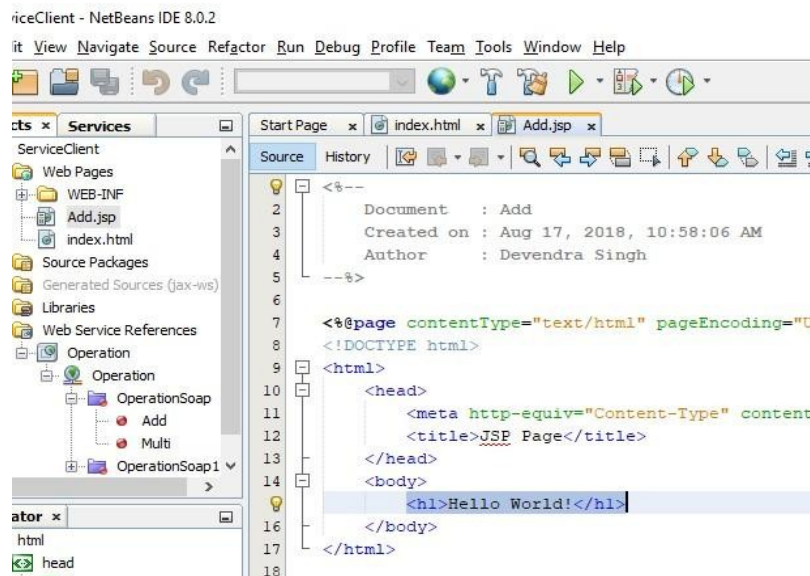 viceClient - NetBeans IDE 8.0.2
it View Navigate Source Refactor Run Debug Profile Team Tools Window Help
cts x Services
ServiceClient
Web Pages
WEB-INF
Add.jsp
index.html
Source Packages
Generated Sources (jax-ws)
Libraries
Web Service References
Operation
Operation
OperationSoap
Add
Multi
OperationSoap1
ator x
html
head
Start Page x index.html x Add.jsp x
Source History
<%--
2 Document : Add
3 Created on : Aug 17, 2018, 10:58:06 AM
4 Author : Devendra Singh
5 --%>
6
7 <%@page contentType="text/html" pageEncoding="U
8 <!DOCTYPE html>
9 <html>
10 <head>
11 <meta http-equiv="Content-Type" content
12 <title>JSP Page</title>
13 </head>
14 <body>
<h1>Hello World!</h1>
16 </body>
17 </html>
18